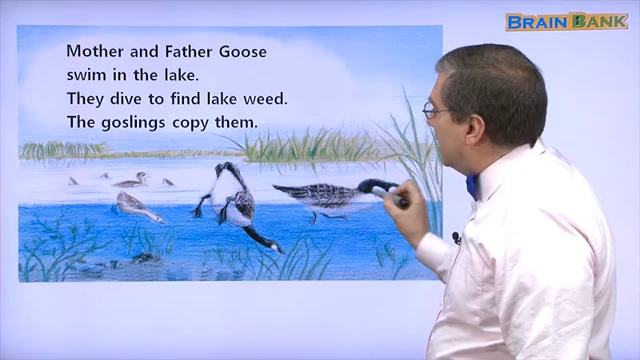 BRAIN BANK
Mother and Father Goose
swim in the lake.
They dive to find lake weed.
The goslings copy them.